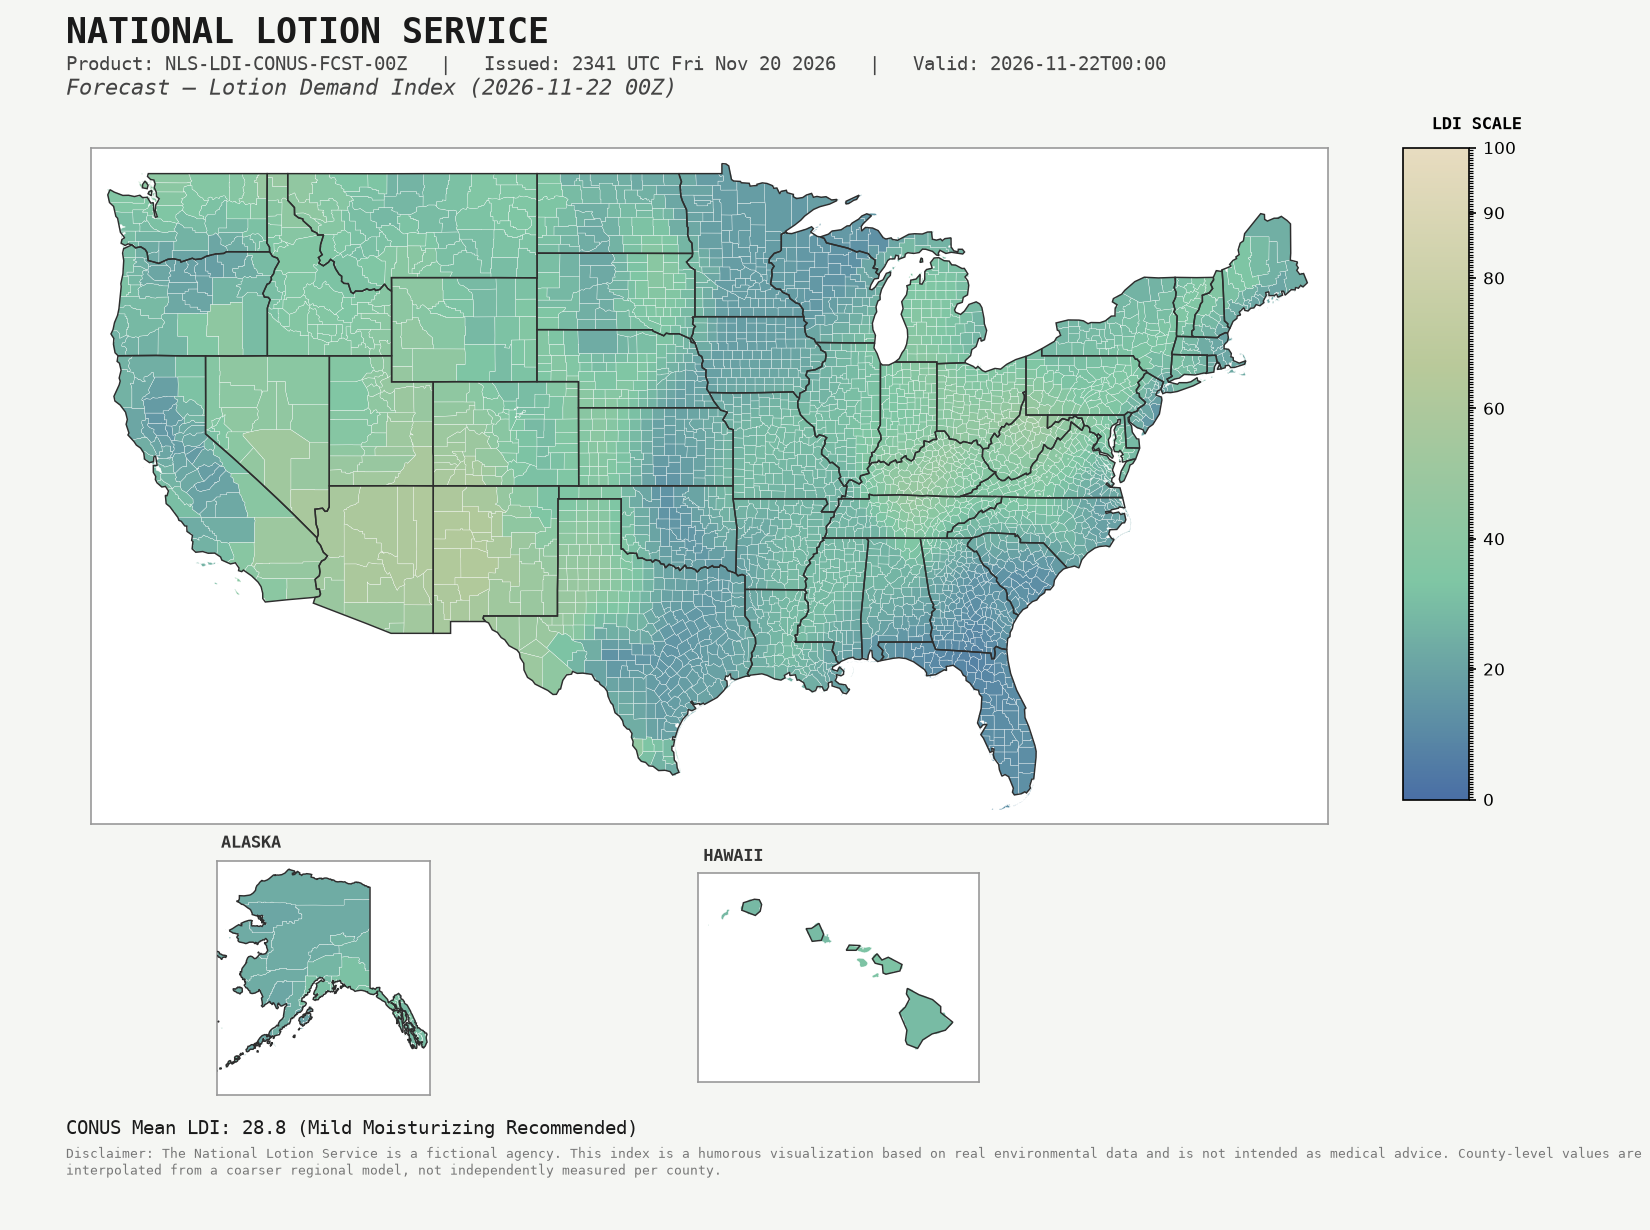 NATIONAL LOTION SERVICE
Product: NLS-LDI-CONUS-FCST-00Z | Issued: 2341 UTC Fri Nov 20 2026 | Valid: 2026-11-22T00:00
Forecast — Lotion Demand Index (2026-11-22 00Z)
LDI SCALE
100
90
80
60
40
20
0
ALASKA
HAWAII
CONUS Mean LDI: 28.8 (Mild Moisturizing Recommended)
Disclaimer: The National Lotion Service is a fictional agency. This index is a humorous visualization based on real environmental data and is not intended as medical advice. County-level values are
interpolated from a coarser regional model, not independently measured per county.